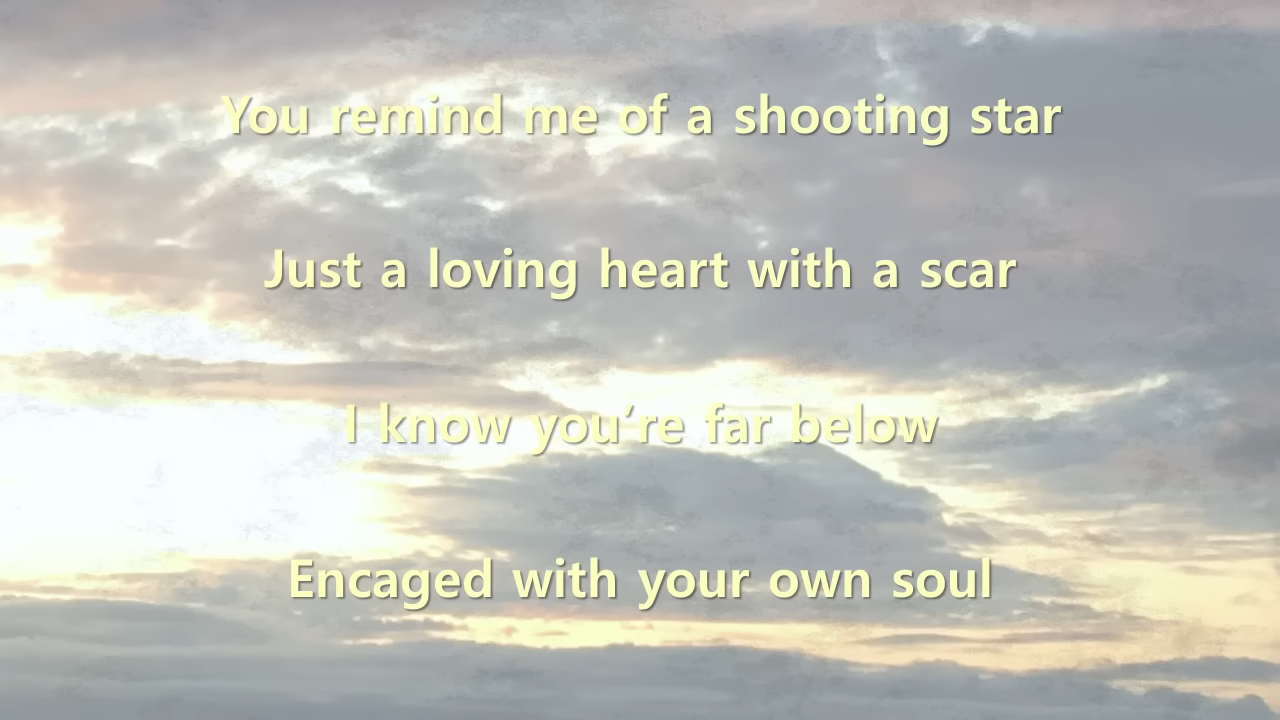 You remind me of a shooting star
Just a loving heart with a scar
I know you’re far below
Encaged with your own soul